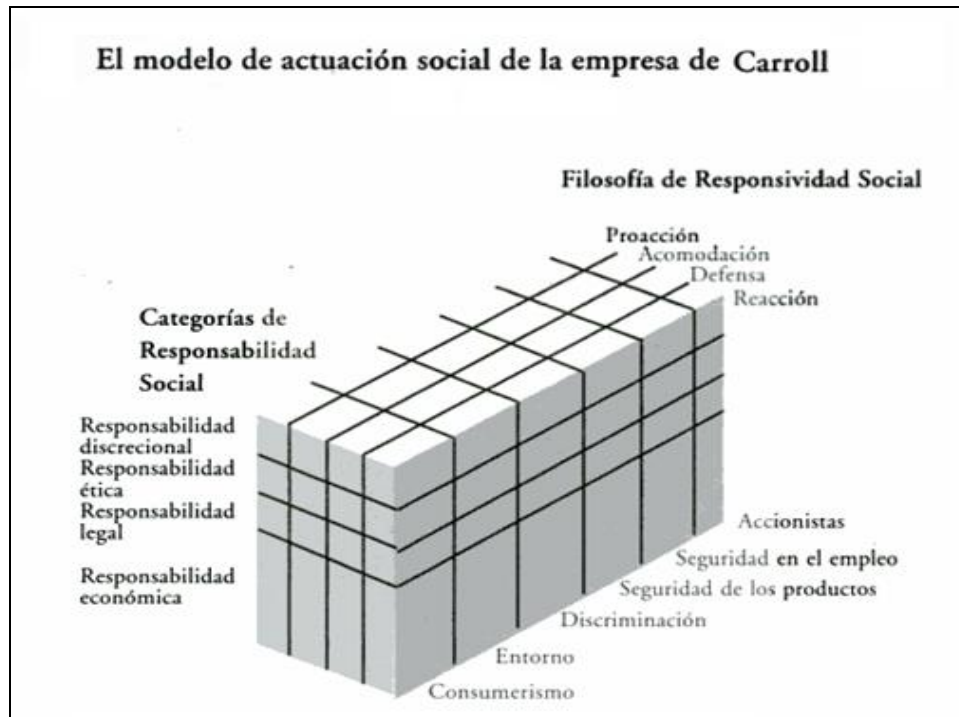 El modelo de actuación social de la empresa de Carroll
Filosofía de Responsividad Social
Proacción
Acomodación
Defensa
Reacción
Categorías de
Responsabilidad
Social
Responsabilidad
discrecional
Responsabilidad
ética
Responsabilidad
legal
Responsabilidad
económica
Accionistas
Seguridad en el empleo
Seguridad de los productos
Discriminación
Entorno
Consumerismo